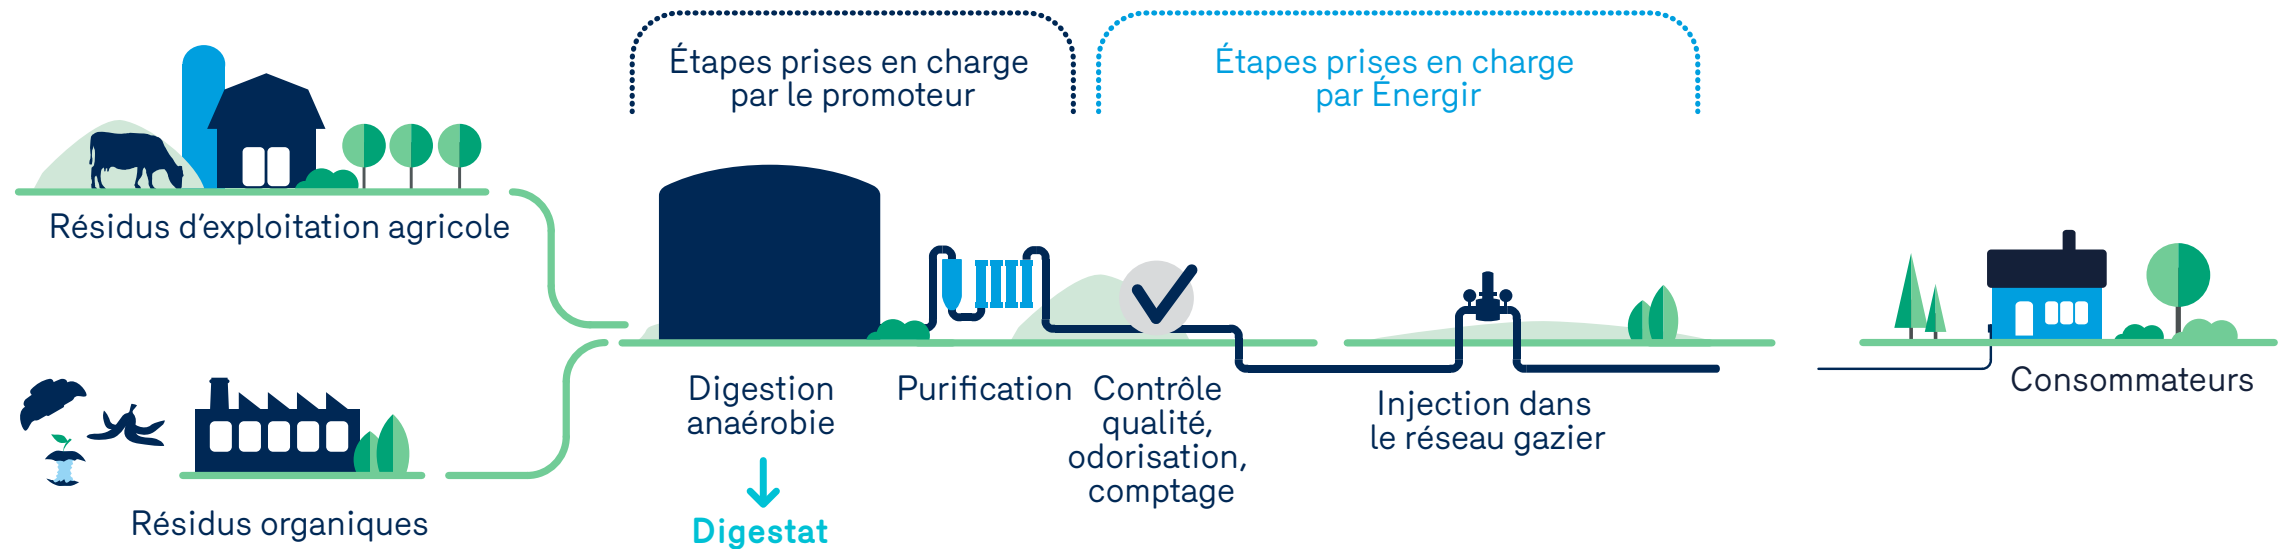 Étapes prises en charge
par le promoteur
Étapes prises en charge
par Énergir
Résidus d’exploitation agricole
Résidus organiques
Digestion
anaérobie
Digestat
Purification
Contrôle
qualité,
odorisation,
comptage
Injection dans
le réseau gazier
Consommateurs